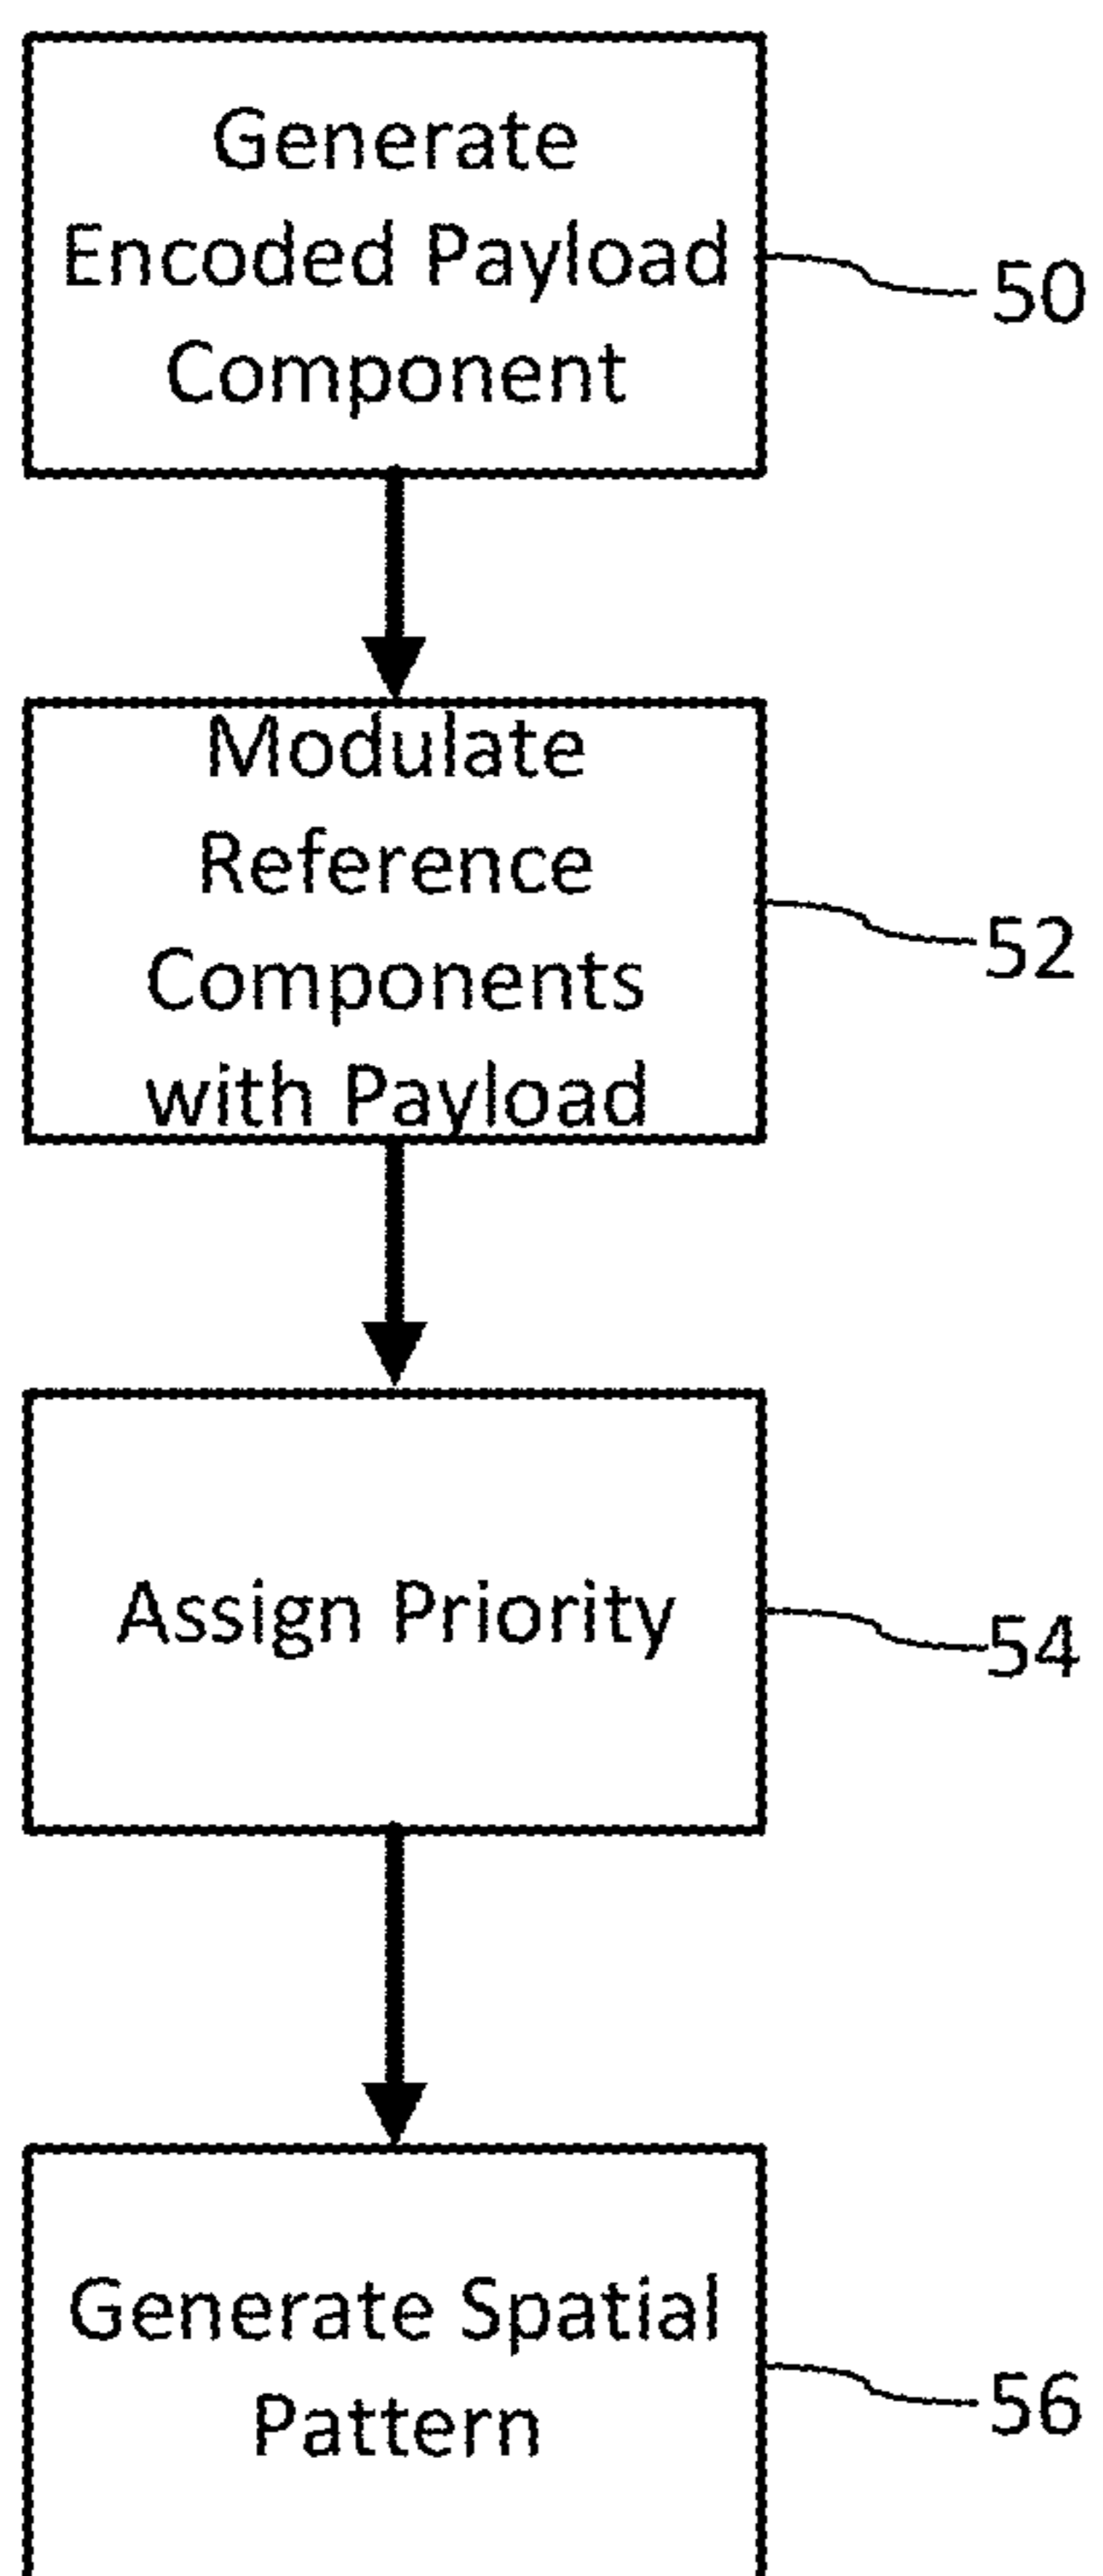 Generate
Encoded Payload
Component
50
Modulate
Reference
Components
with Payload
52
Assign Priority
54
Generate Spatial
Pattern
56